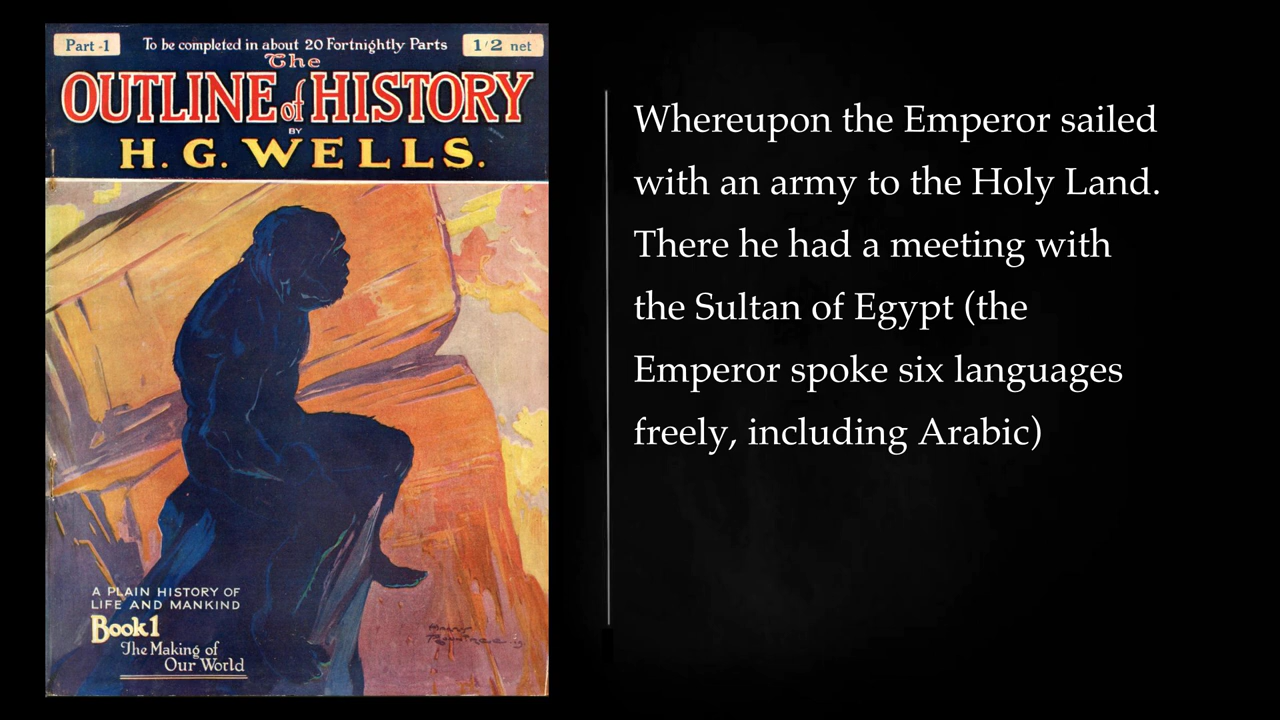 Part -1
To be completed in about 20 Fortnightly Parts
1/2 net
The
OUTLINE of HISTORY
BY
H. G. WELLS.
A PLAIN HISTORY OF
LIFE AND MANKIND
Book 1
The Making of
Our World
Whereupon the Emperor sailed
with an army to the Holy Land.
There he had a meeting with
the Sultan of Egypt (the
Emperor spoke six languages
freely, including Arabic)